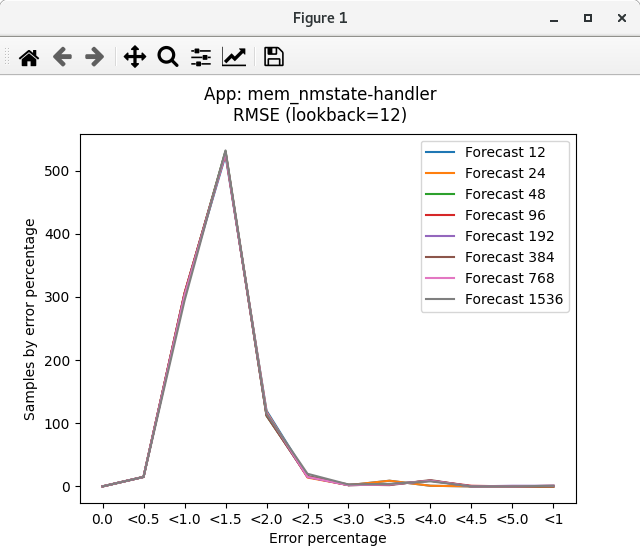 Figure 1
App: mem_nmstate-handler
RMSE (lookback=12)
Samples by error percentage
500
400
300
200
100
0
Forecast 12
Forecast 24
Forecast 48
Forecast 96
Forecast 192
Forecast 384
Forecast 768
Forecast 1536
0.0 <0.5 <1.0 <1.5 <2.0 <2.5 <3.0 <3.5 <4.0 <4.5 <5.0 <1
Error percentage